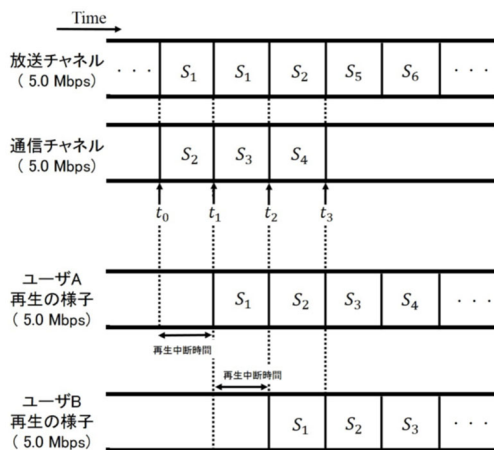 Time
放送チャネル
( 5.0 Mbps)
· · · S₁ S₁ S₂ S₅ S₆ · · ·
通信チャネル
( 5.0 Mbps)
S₂ S₃ S₄
t₀ t₁ t₂ t₃
ユーザA
再生の様子
( 5.0 Mbps)
S₁ S₂ S₃ S₄ · · ·
再生中断時間
再生中断時間
ユーザB
再生の様子
( 5.0 Mbps)
S₁ S₂ S₃ · · ·